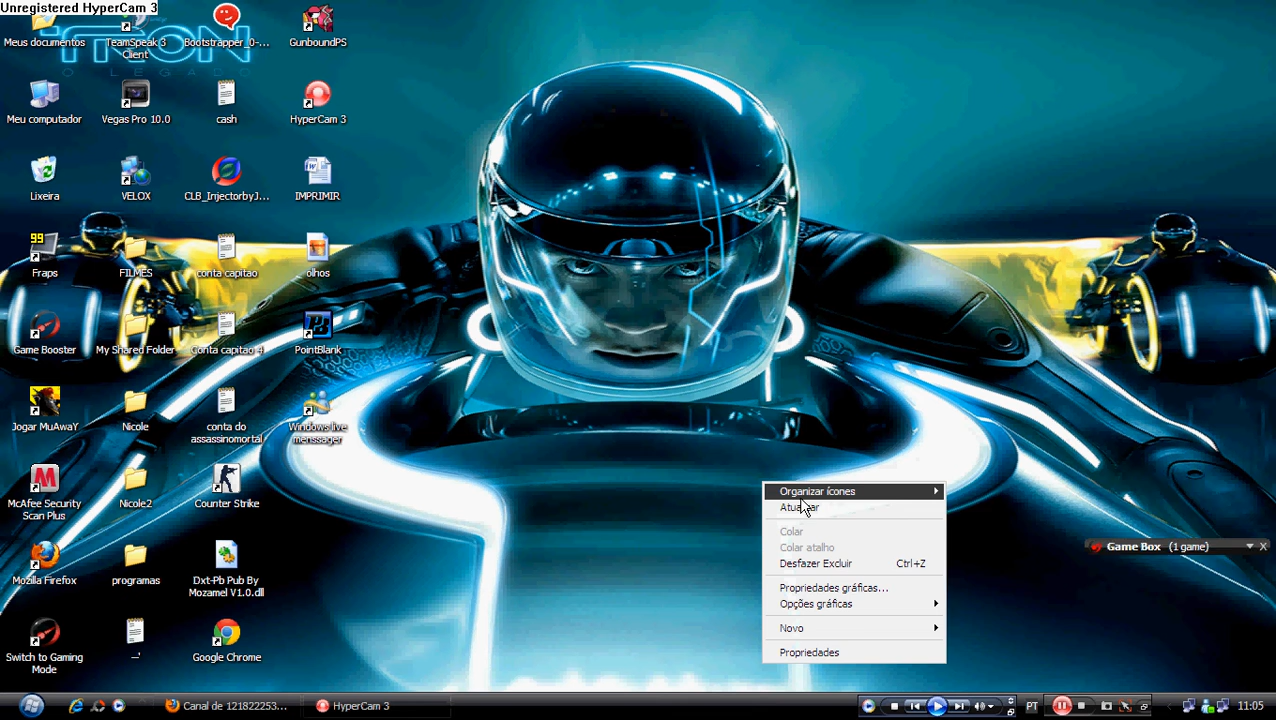 Unregistered HyperCam 3
TRON
O LEGADO
Meus documentos
TeamSpeak 3
Client
Bootstrapper_0-...
GunboundPS
Meu computador
Vegas Pro 10.0
cash
HyperCam 3
Lixeira
VELOX
CLB_InjectorbyJ...
IMPRIMIR
99
Fraps
FILMES
conta capitao
olhos
Game Booster
My Shared Folder
Conta capitao 4
PointBlank
Jogar MuAwaY
Nicole
conta do
assassinomortal
Windows live
menssager
McAfee Security
Scan Plus
Nicole2
Counter Strike
Mozilla Firefox
programas
Dxt-Pb Pub By
Mozamel V1.0.dll
Switch to Gaming
Mode
_'
Google Chrome
Organizar ícones
Colar
Colar atalho
Desfazer Excluir Ctrl+Z
Propriedades gráficas...
Opções gráficas
Novo
Propriedades
Game Box (1 game)
Canal de 121822253...
HyperCam 3
PT
11:05